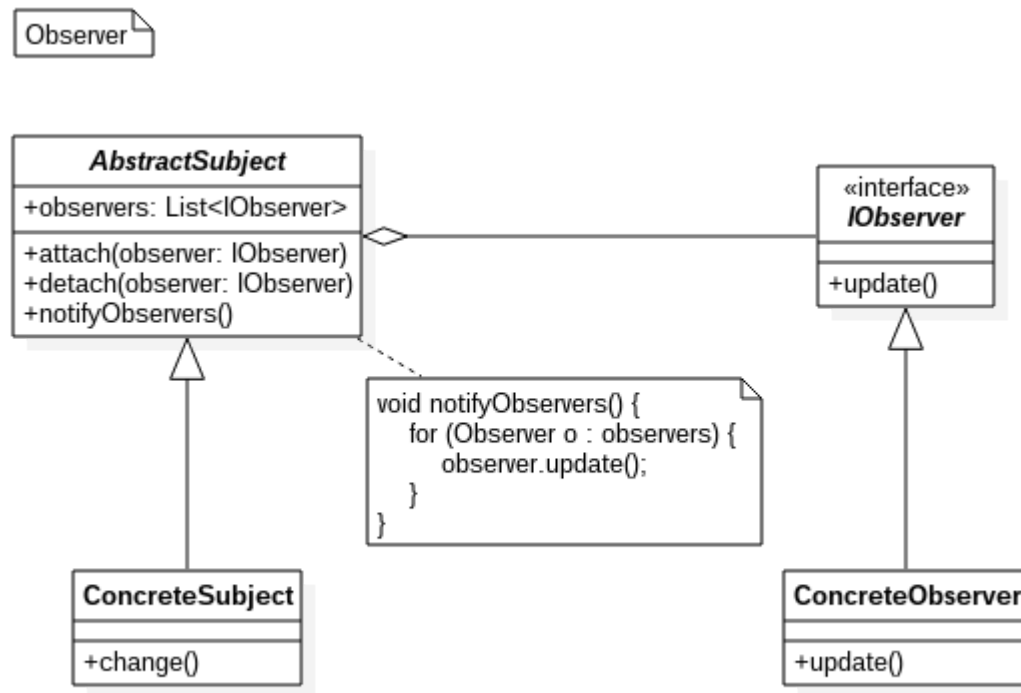 Observer
AbstractSubject
+observers: List<IObserver>
+attach(observer: IObserver)
+detach(observer: IObserver)
+notifyObservers()
«interface»
IObserver
+update()
void notifyObservers() {
for (Observer o : observers) {
observer.update();
}
}
ConcreteSubject
+change()
ConcreteObserver
+update()